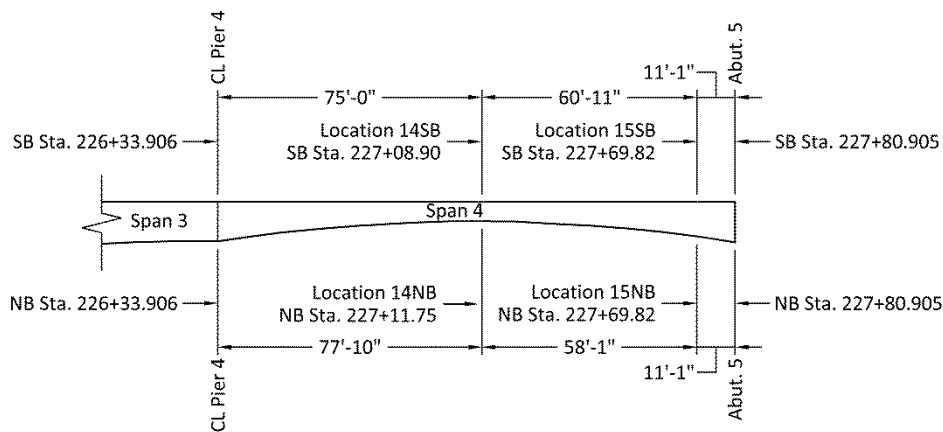 CL Pier 4
Abut. 5
11'-1"
75'-0"
60'-11"
SB Sta. 226+33.906
Location 14SB
SB Sta. 227+08.90
Location 15SB
SB Sta. 227+69.82
SB Sta. 227+80.905
Span 3
Span 4
NB Sta. 226+33.906
Location 14NB
NB Sta. 227+11.75
Location 15NB
NB Sta. 227+69.82
NB Sta. 227+80.905
77'-10"
58'-1"
11'-1"
CL Pier 4
Abut. 5